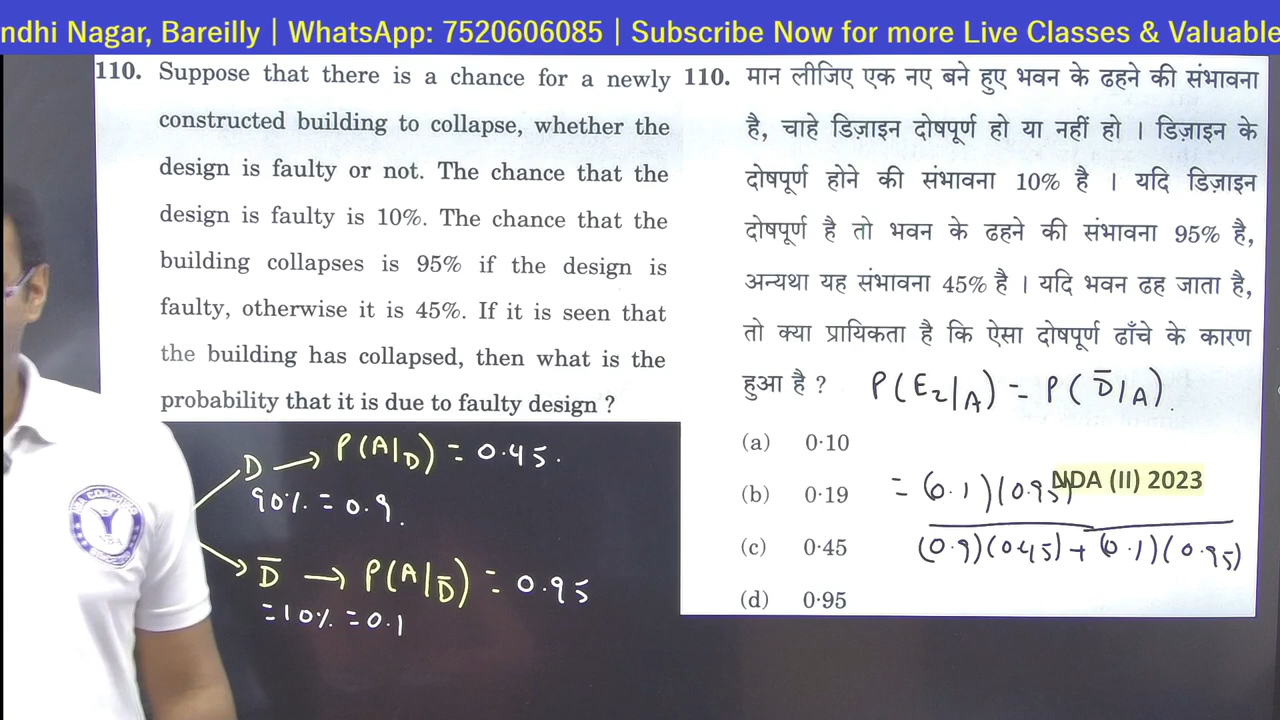 ndhi Nagar, Bareilly | WhatsApp: 7520606085 | Subscribe Now for more Live Classes & Valuable
110. Suppose that there is a chance for a newly
constructed building to collapse, whether the
design is faulty or not. The chance that the
design is faulty is 10%. The chance that the
building collapses is 95% if the design is
faulty, otherwise it is 45%. If it is seen that
the building has collapsed, then what is the
probability that it is due to faulty design ?
110. मान लीजिए एक नए बने हुए भवन के ढहने की संभावना
है, चाहे डिज़ाइन दोषपूर्ण हो या नहीं हो । डिज़ाइन के
दोषपूर्ण होने की संभावना 10% है । यदि डिज़ाइन
दोषपूर्ण है तो भवन के ढहने की संभावना 95% है,
अन्यथा यह संभावना 45% है । यदि भवन ढह जाता है,
तो क्या प्रायिकता है कि ऐसा दोषपूर्ण ढाँचे के कारण
हुआ है ?
(a) 0·10
(b) 0·19
(c) 0·45
(d) 0·95
P(E₂|A) = P(D̅|A).
= (0.1)(0.95)
(0.9)(0.45) + (0.1)(0.95)
NDA (II) 2023
D → P(A|D) = 0.45.
90% = 0.9.
D̅ → P(A|D̅) = 0.95
=10% = 0.1
NBA